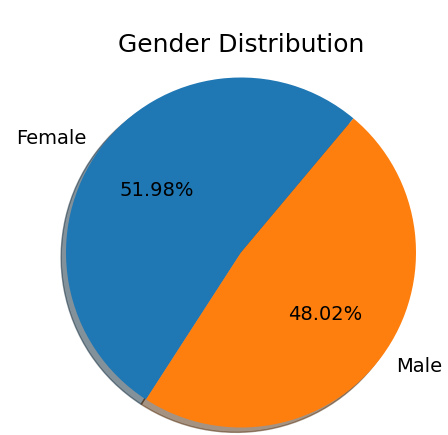 Gender Distribution
Female
51.98%
48.02%
Male